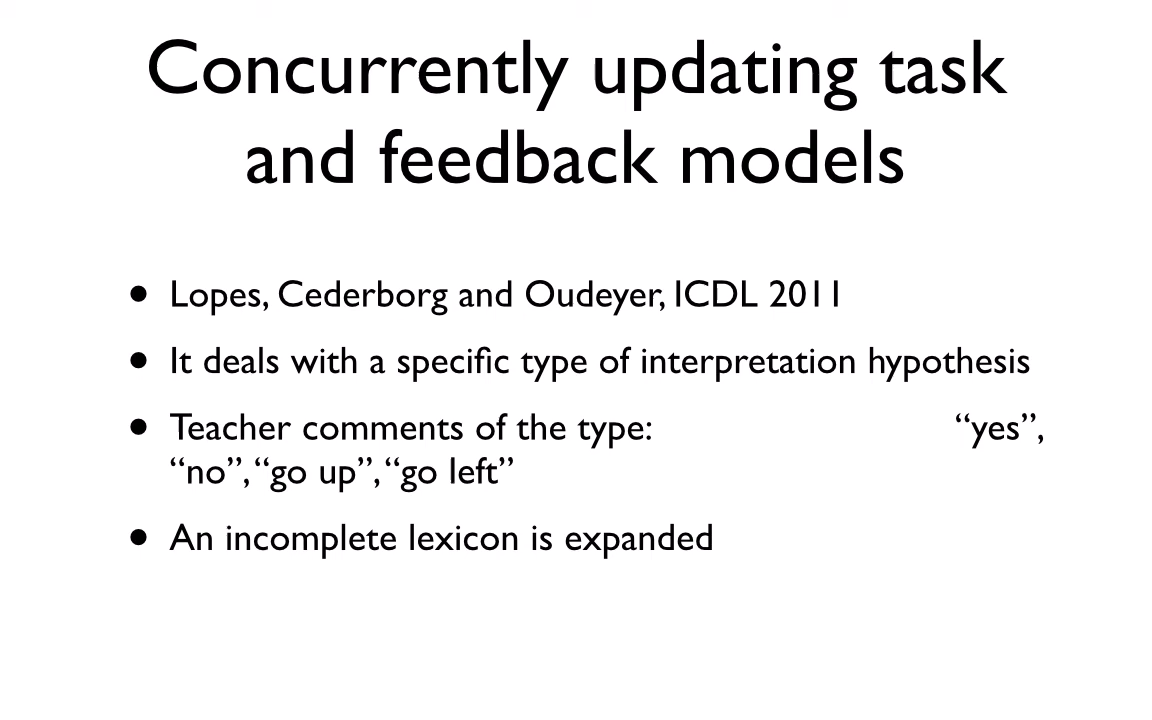 Concurrently updating task
and feedback models
• Lopes, Cederborg and Oudeyer, ICDL 2011
• It deals with a specific type of interpretation hypothesis
• Teacher comments of the type: “yes”,
“no”, “go up”, “go left”
• An incomplete lexicon is expanded